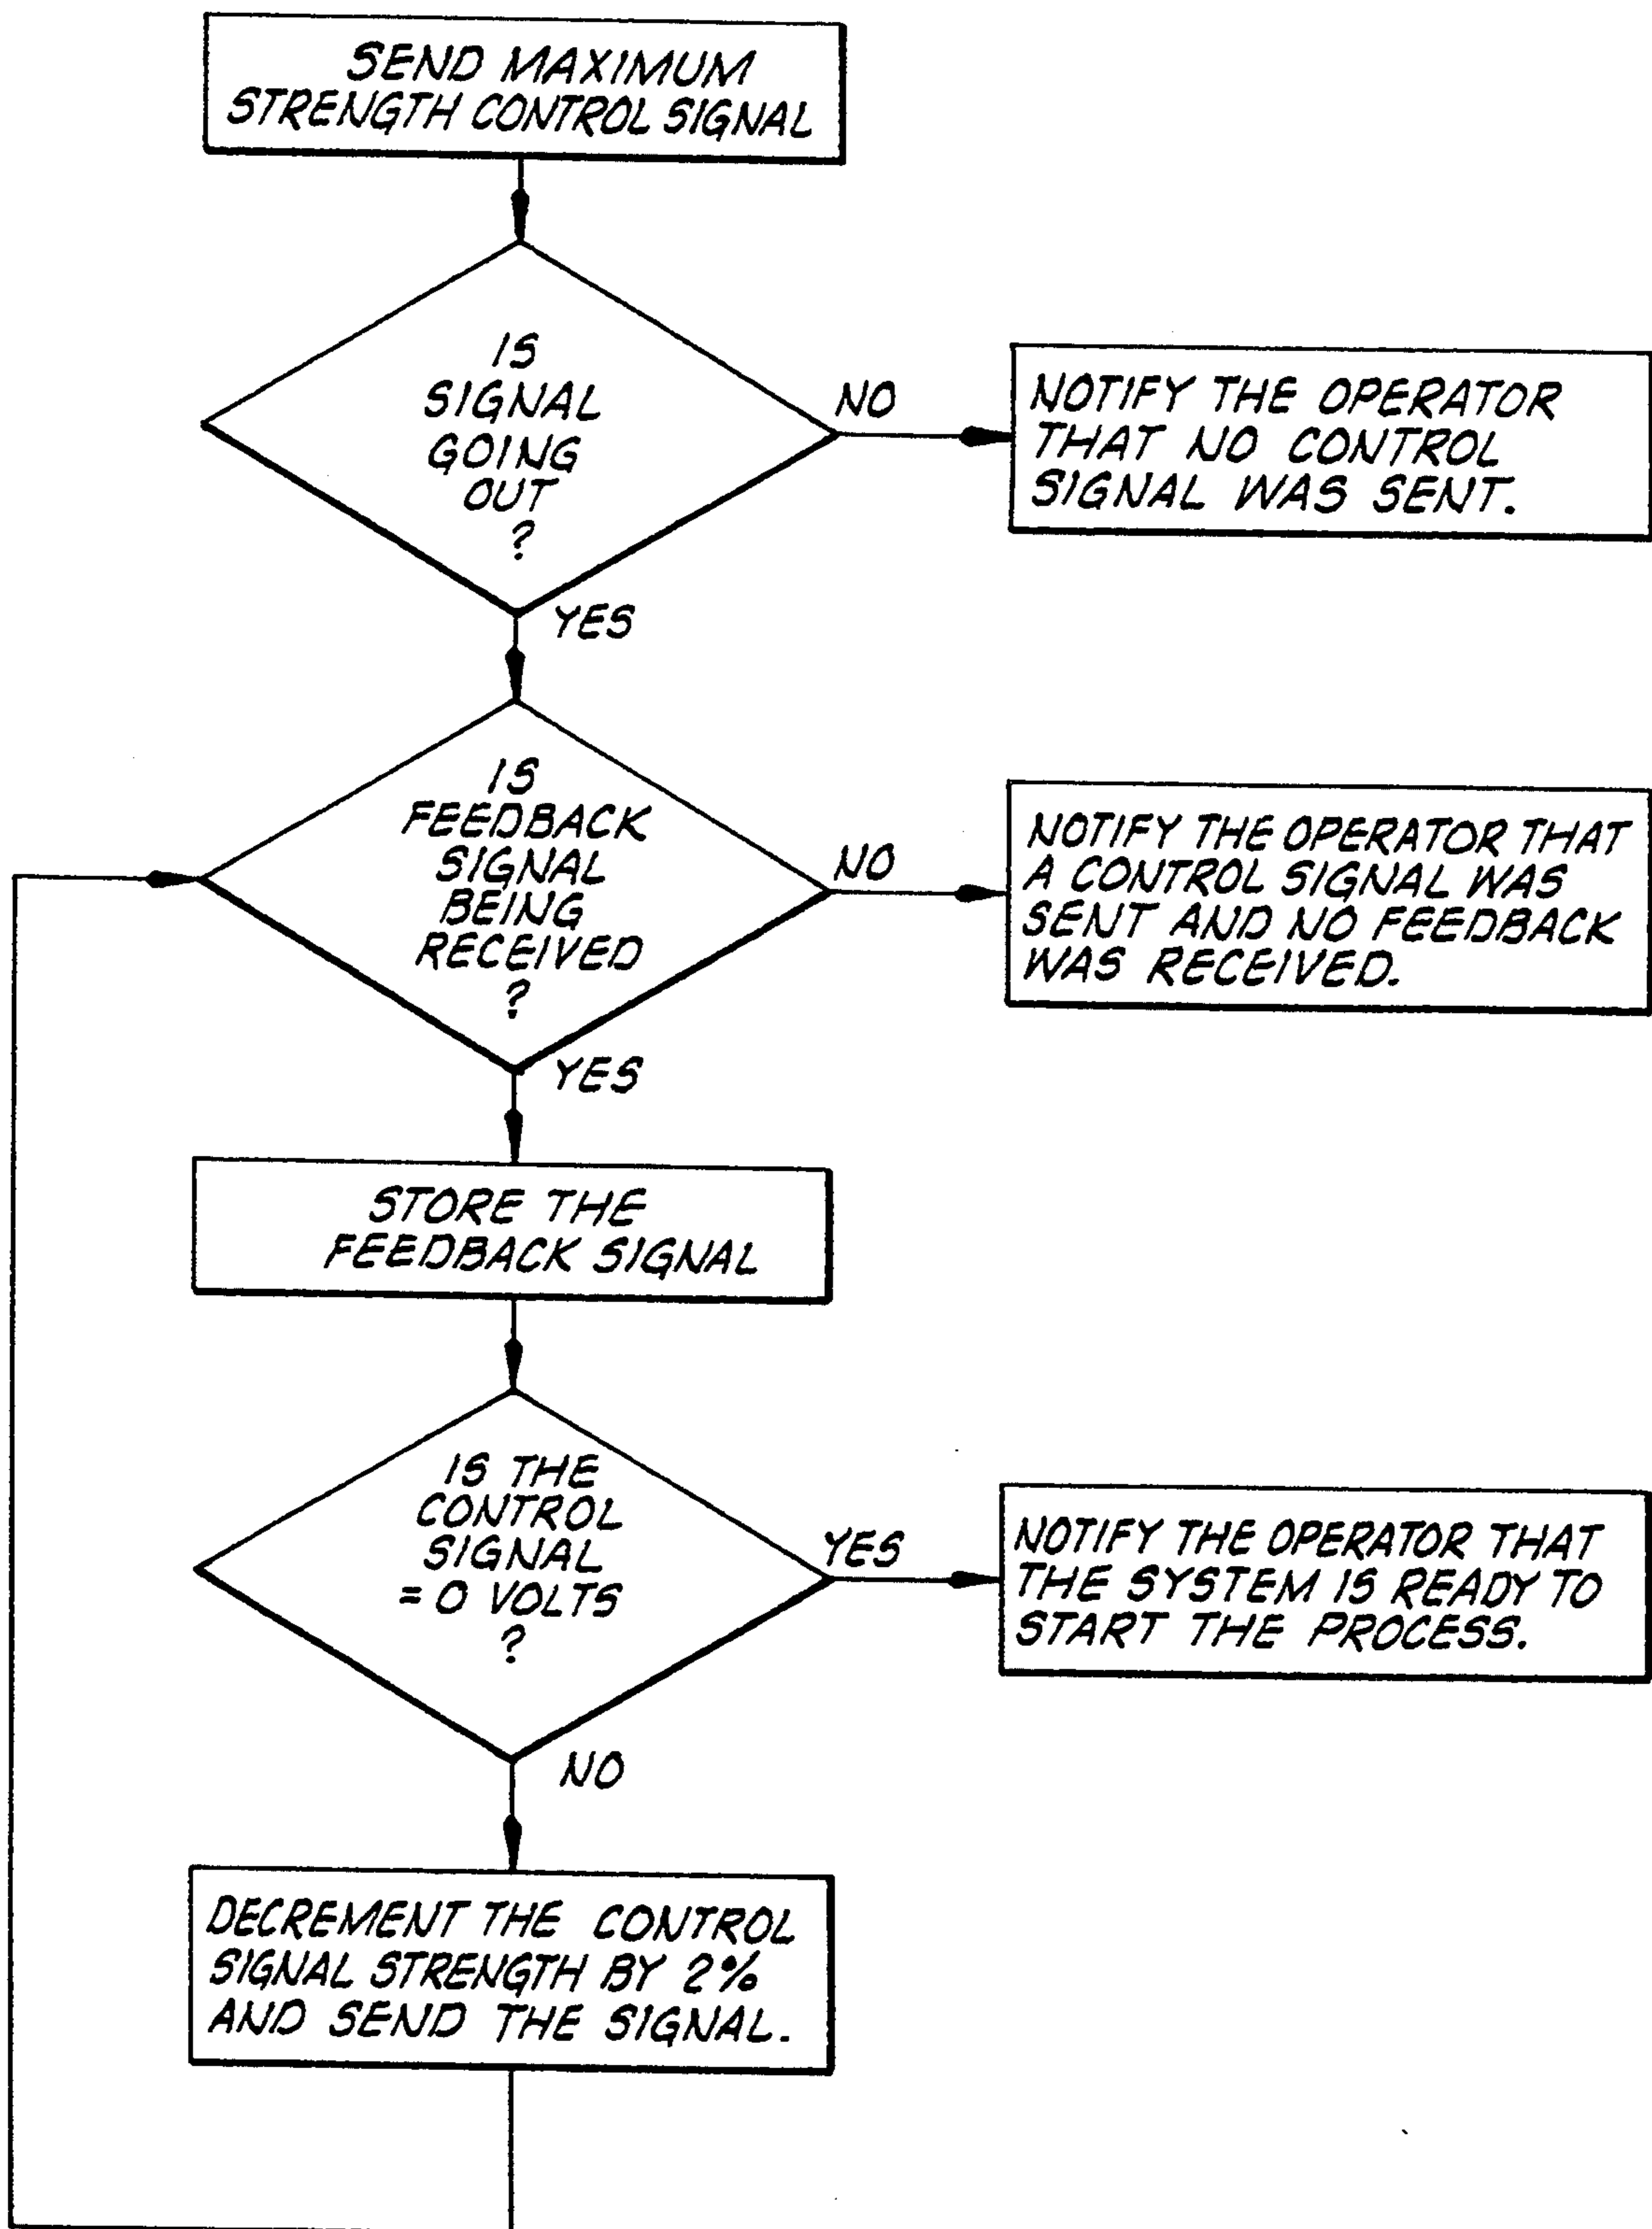 SEND MAXIMUM
STRENGTH CONTROL SIGNAL
IS
SIGNAL
GOING
OUT
?
NO
NOTIFY THE OPERATOR
THAT NO CONTROL
SIGNAL WAS SENT.
YES
IS
FEEDBACK
SIGNAL
BEING
RECEIVED
?
NO
NOTIFY THE OPERATOR THAT
A CONTROL SIGNAL WAS
SENT AND NO FEEDBACK
WAS RECEIVED.
YES
STORE THE
FEEDBACK SIGNAL
IS THE
CONTROL
SIGNAL
= 0 VOLTS
?
YES
NOTIFY THE OPERATOR THAT
THE SYSTEM IS READY TO
START THE PROCESS.
NO
DECREMENT THE CONTROL
SIGNAL STRENGTH BY 2%
AND SEND THE SIGNAL.